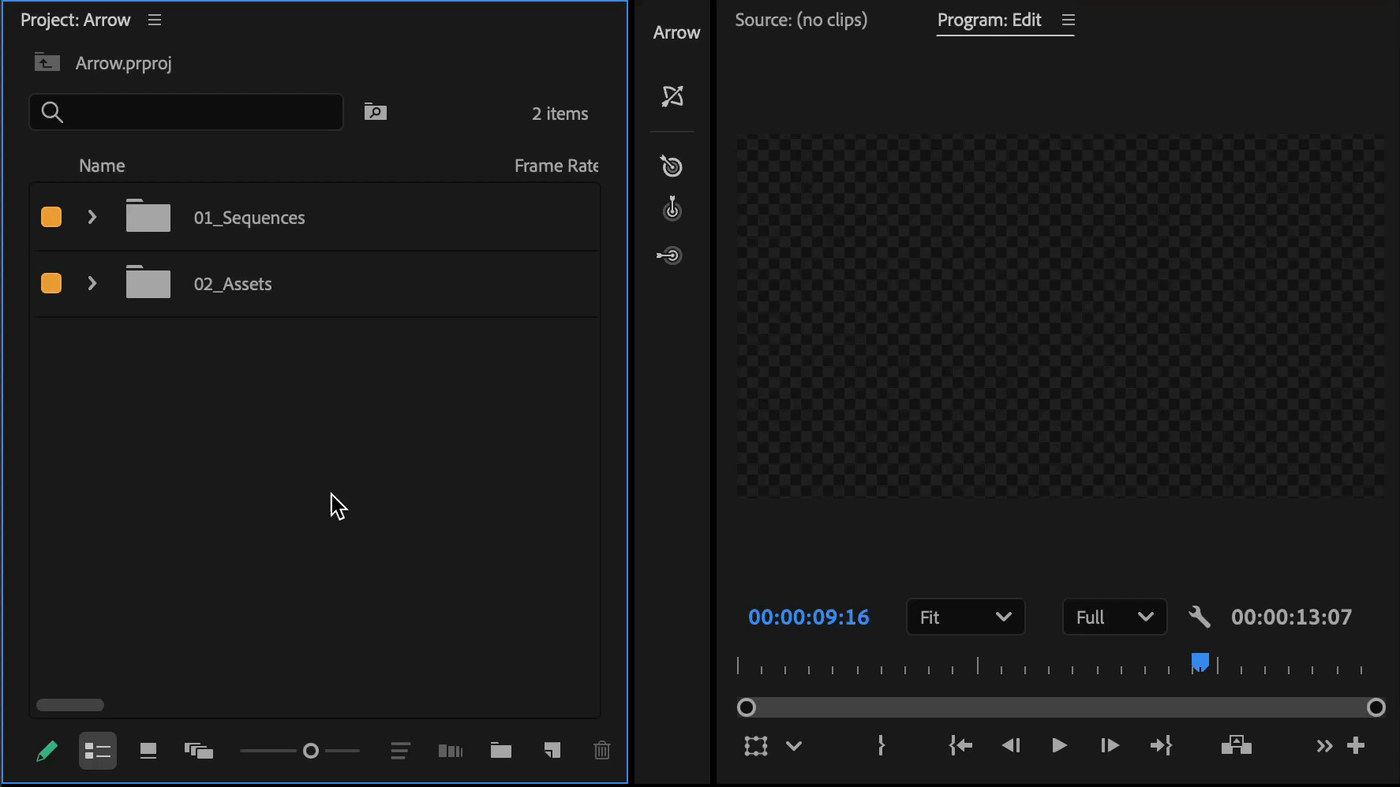 Project: Arrow
Arrow.prproj
2 items
Name
Frame Rate
01_Sequences
02_Assets
Arrow
Source: (no clips)
Program: Edit
00:00:09:16
Fit
Full
00:00:13:07